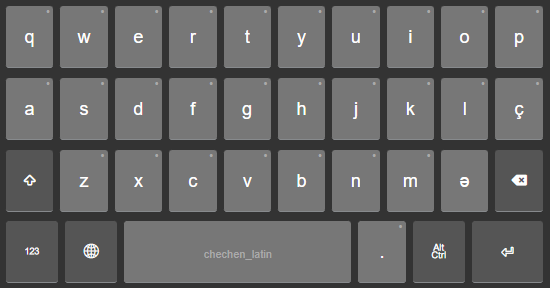 q w e r t y u i o p
a s d f g h j k l ç
z x c v b n m ə
123 chechen_latin . Alt
Ctrl